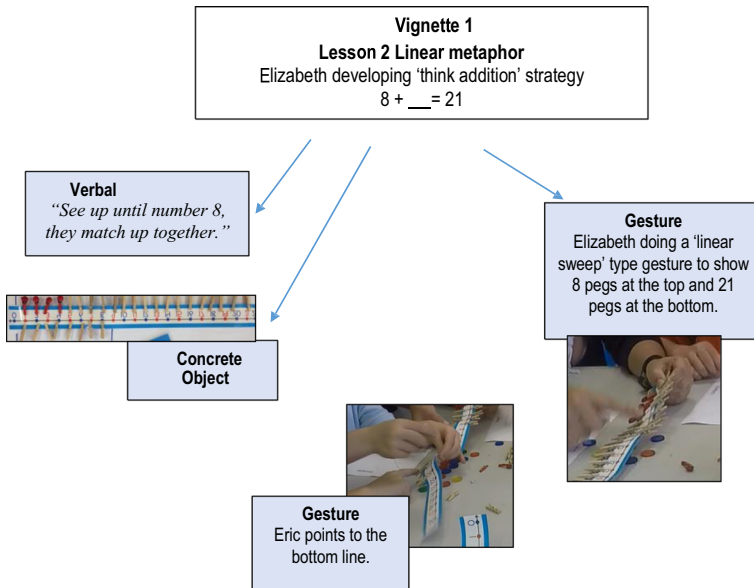 Vignette 1
Lesson 2 Linear metaphor
Elizabeth developing ‘think addition’ strategy
8 + __= 21
Verbal
“See up until number 8,
they match up together.”
Gesture
Elizabeth doing a ‘linear
sweep’ type gesture to show
8 pegs at the top and 21
pegs at the bottom.
Concrete
Object
Gesture
Eric points to the
bottom line.